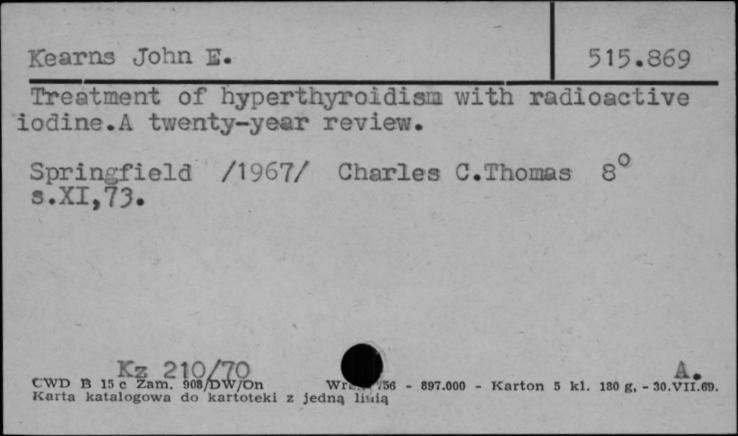 Kearns John E.
515.869
Treatment of hyperthyroidism with radioactive
iodine.A twenty-year review.
Springfield /1967/ Charles C.Thomas 8°
s.XI,73.
Kz 210/70
A.
CWD B 15 c Zam. 908/DW/On 756 - 897.000 - Karton 5 kl. 180 g, - 30.VII.69.
Karta katalogowa do kartoteki z jedną linią